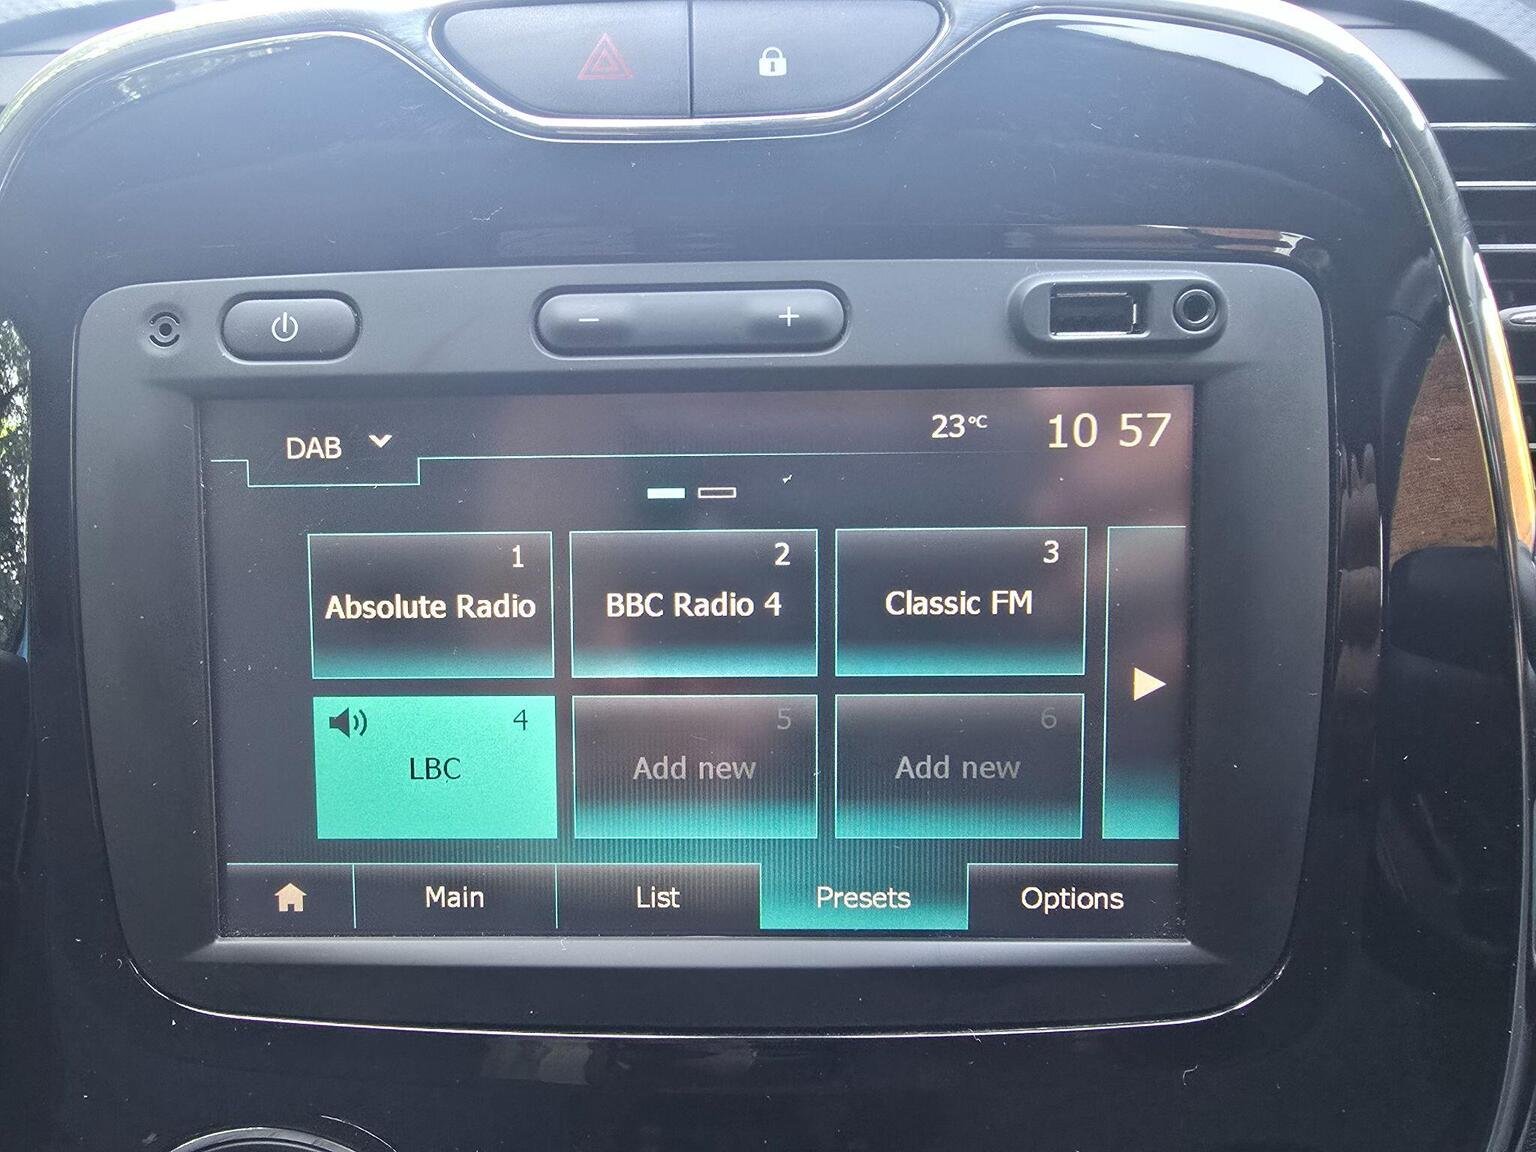 - +
DAB 23°C 10 57
1 2 3
Absolute Radio BBC Radio 4 Classic FM
4 5 6
LBC Add new Add new
Main List Presets Options